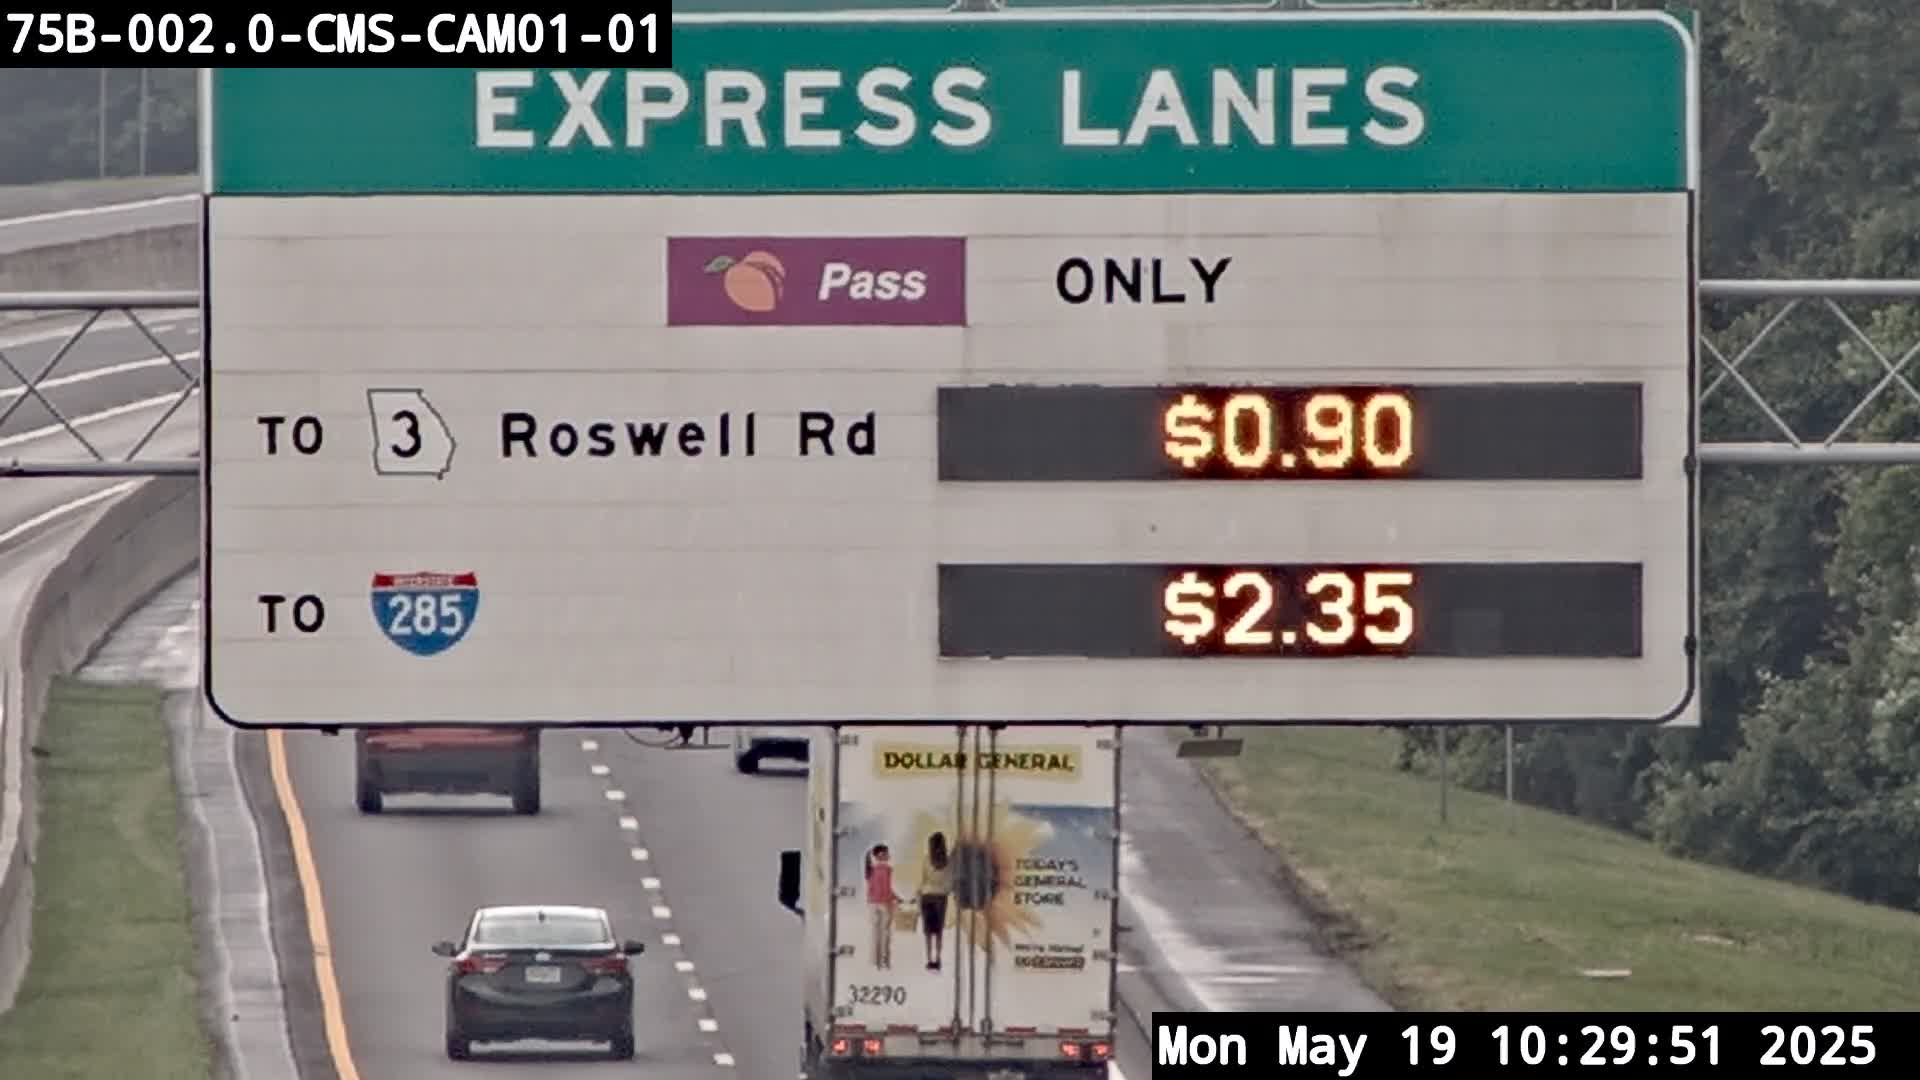 75B-002.0-CMS-CAM01-01
EXPRESS LANES
Pass ONLY
TO 3 Roswell Rd $0.90
TO INTERSTATE 285 $2.35
DOLLAR GENERAL
TODAY'S
GENERAL
STORE
32290
Mon May 19 10:29:51 2025